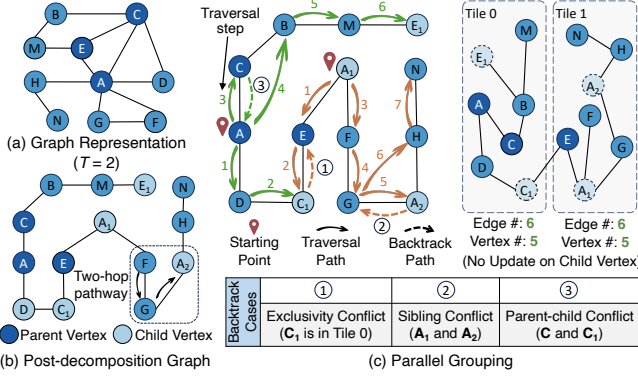 B
C
M
E
H
A
D
N
G
F
(a) Graph Representation
(T = 2)
B
M
E1
N
C
A1
H
A
E
F
A2
Two-hop
pathway
D
C1
G
Parent Vertex
Child Vertex
(b) Post-decomposition Graph
Traversal
step
5
6
B
M
E1
C
3
A1
N
3
4
1
3
7
A
E
F
H
1
2
1
4
6
2
5
D
C1
G
A2
2
Starting
Point
Traversal
Path
Backtrack
Path
Tile 0
M
E1
A
B
C
D
C1
Edge #: 6
Vertex #: 5
Tile 1
N
H
A2
F
E
G
A1
Edge #: 6
Vertex #: 5
(No Update on Child Vertex)
Backtrack
Cases
1
2
3
Exclusivity Conflict
(C1 is in Tile 0)
Sibling Conflict
(A1 and A2)
Parent-child Conflict
(C and C1)
(c) Parallel Grouping